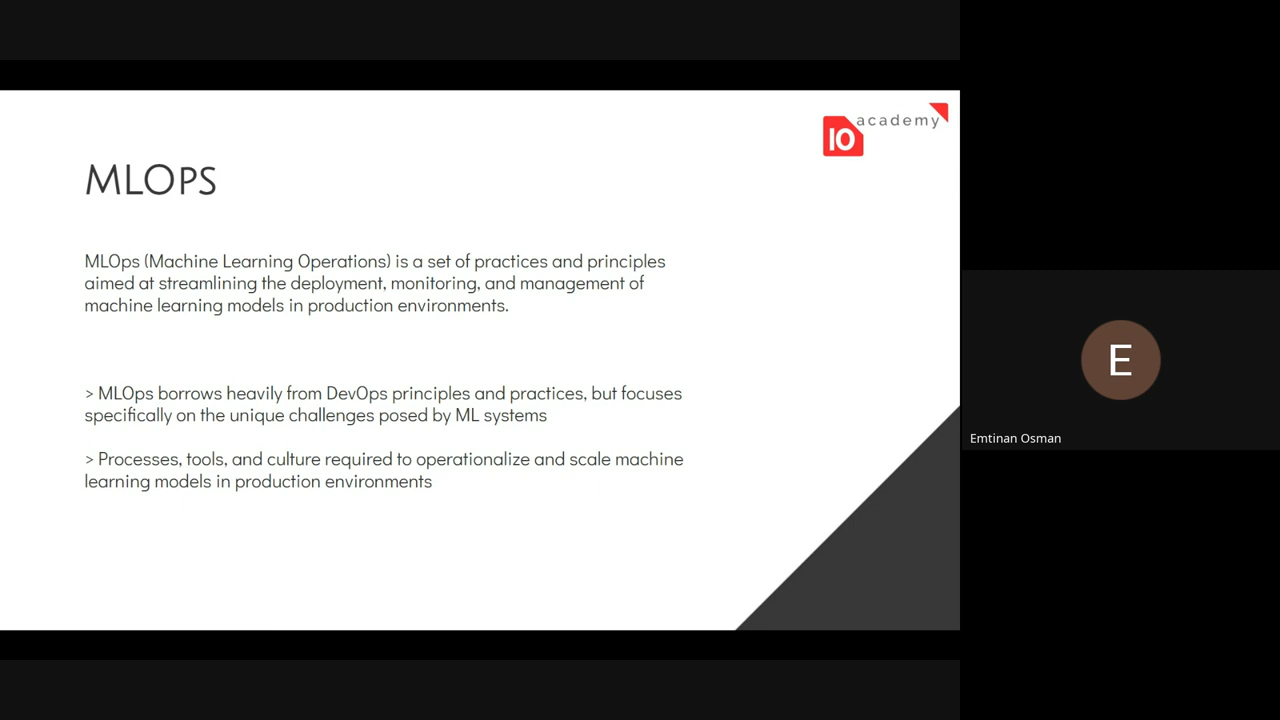 academy
10
MLOps
MLOps (Machine Learning Operations) is a set of practices and principles
aimed at streamlining the deployment, monitoring, and management of
machine learning models in production environments.
> MLOps borrows heavily from DevOps principles and practices, but focuses
specifically on the unique challenges posed by ML systems
> Processes, tools, and culture required to operationalize and scale machine
learning models in production environments
E
Emtinan Osman